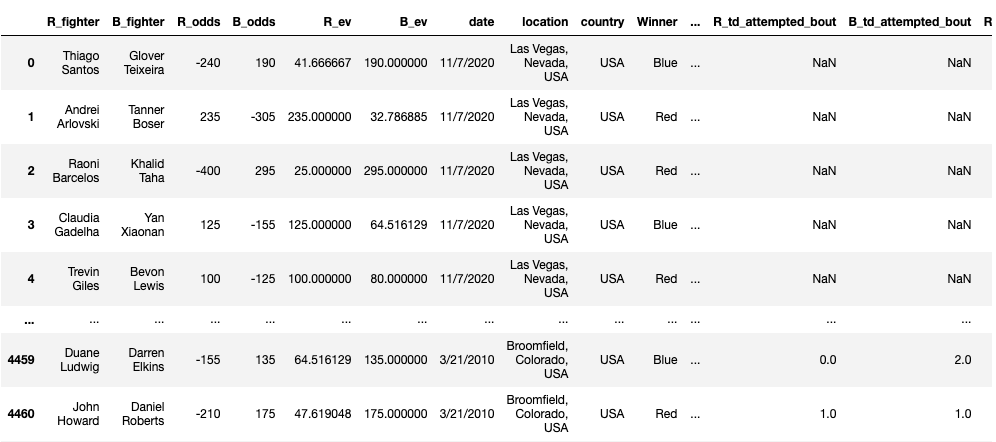 R_fighter B_fighter R_odds B_odds R_ev B_ev date location country Winner ... R_td_attempted_bout B_td_attempted_bout R
0 Thiago Santos Glover Teixeira -240 190 41.666667 190.000000 11/7/2020 Las Vegas, Nevada, USA USA Blue ... NaN NaN
1 Andrei Arlovski Tanner Boser 235 -305 235.000000 32.786885 11/7/2020 Las Vegas, Nevada, USA USA Red ... NaN NaN
2 Raoni Barcelos Khalid Taha -400 295 25.000000 295.000000 11/7/2020 Las Vegas, Nevada, USA USA Red ... NaN NaN
3 Claudia Gadelha Yan Xiaonan 125 -155 125.000000 64.516129 11/7/2020 Las Vegas, Nevada, USA USA Blue ... NaN NaN
4 Trevin Giles Bevon Lewis 100 -125 100.000000 80.000000 11/7/2020 Las Vegas, Nevada, USA USA Red ... NaN NaN
... ... ... ... ... ... ... ... ... ... ... ... ... ...
4459 Duane Ludwig Darren Elkins -155 135 64.516129 135.000000 3/21/2010 Broomfield, Colorado, USA USA Blue ... 0.0 2.0
4460 John Howard Daniel Roberts -210 175 47.619048 175.000000 3/21/2010 Broomfield, Colorado, USA USA Red ... 1.0 1.0